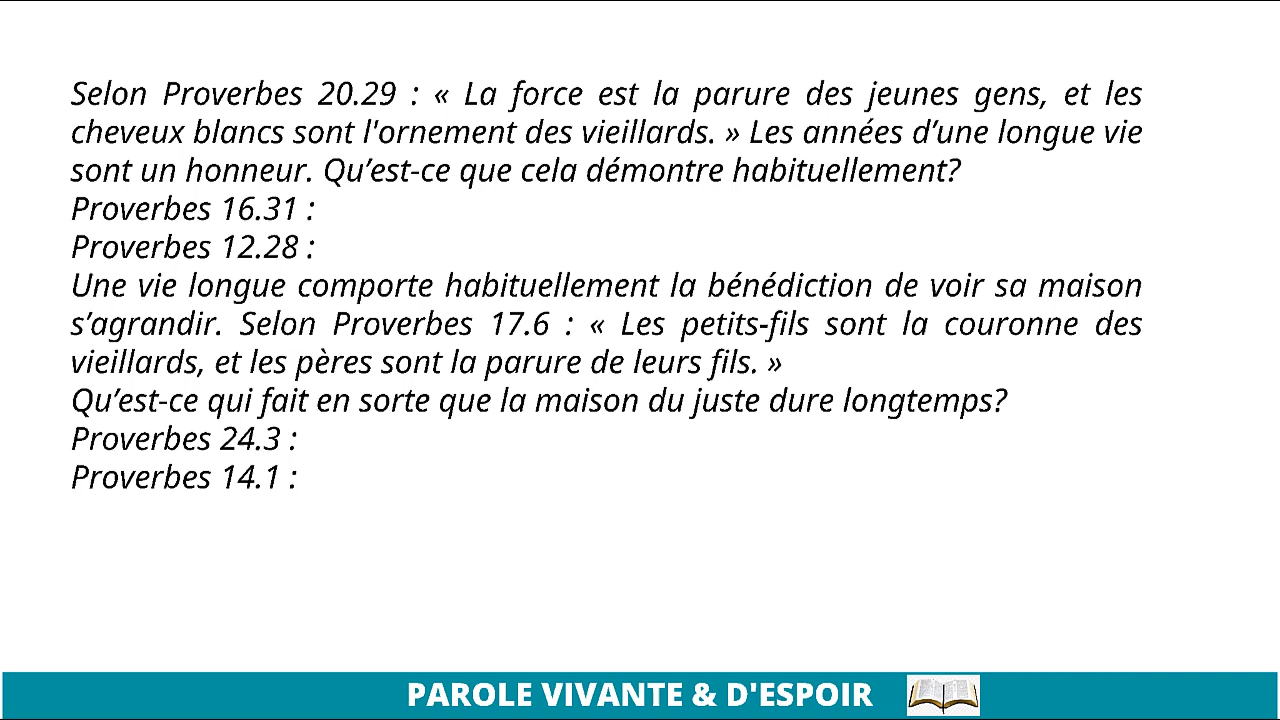 Selon Proverbes 20.29 : « La force est la parure des jeunes gens, et les
cheveux blancs sont l'ornement des vieillards. » Les années d’une longue vie
sont un honneur. Qu’est-ce que cela démontre habituellement?
Proverbes 16.31 :
Proverbes 12.28 :
Une vie longue comporte habituellement la bénédiction de voir sa maison
s’agrandir. Selon Proverbes 17.6 : « Les petits-fils sont la couronne des
vieillards, et les pères sont la parure de leurs fils. »
Qu’est-ce qui fait en sorte que la maison du juste dure longtemps?
Proverbes 24.3 :
Proverbes 14.1 :
PAROLE VIVANTE & D'ESPOIR